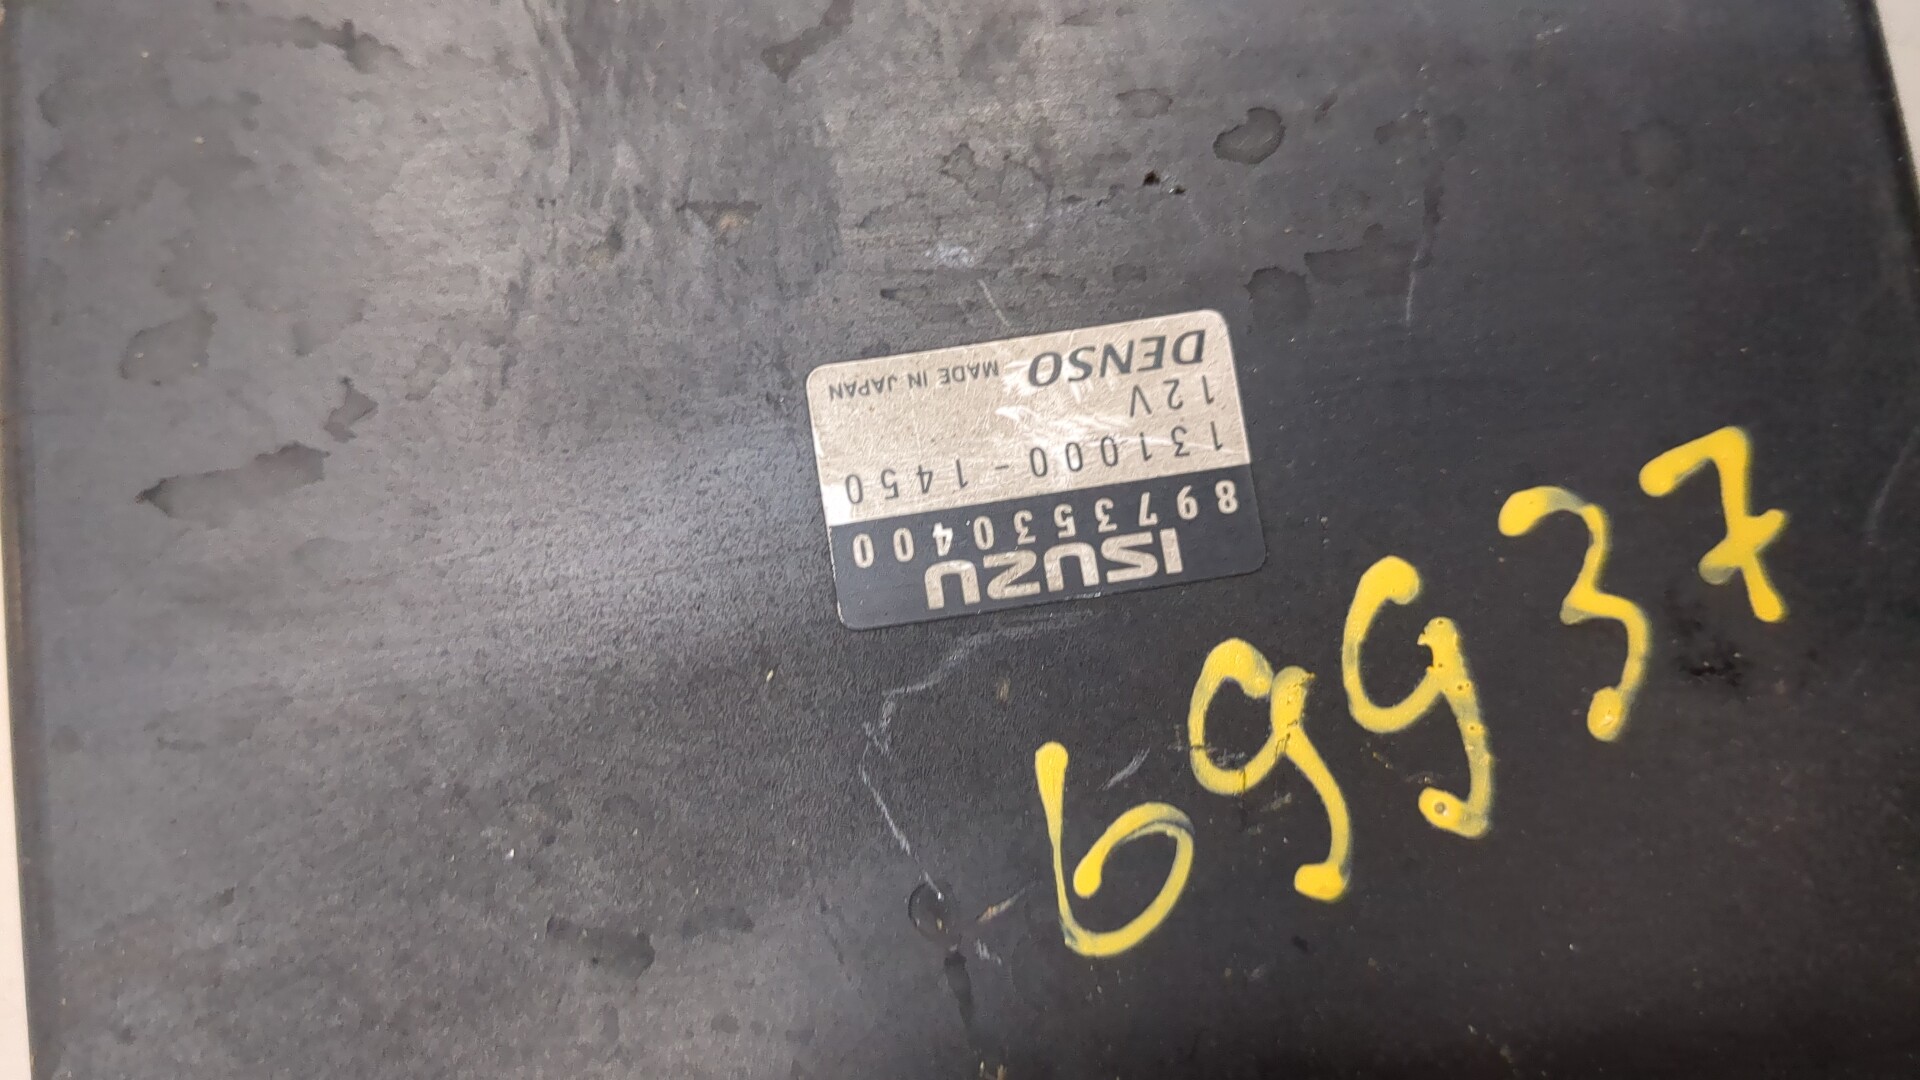 ISUZU
8973530400
131000-1450
12V
DENSO MADE IN JAPAN
69937